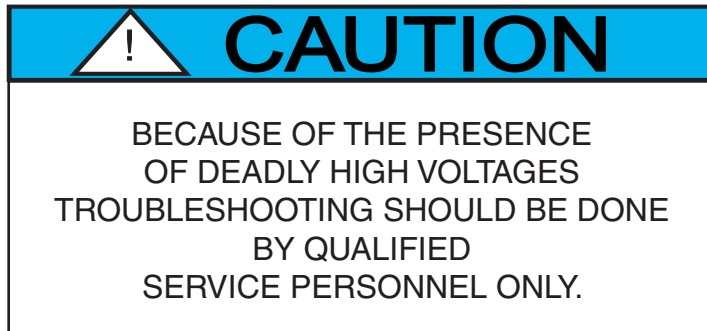 ! CAUTION
BECAUSE OF THE PRESENCE
OF DEADLY HIGH VOLTAGES
TROUBLESHOOTING SHOULD BE DONE
BY QUALIFIED
SERVICE PERSONNEL ONLY.